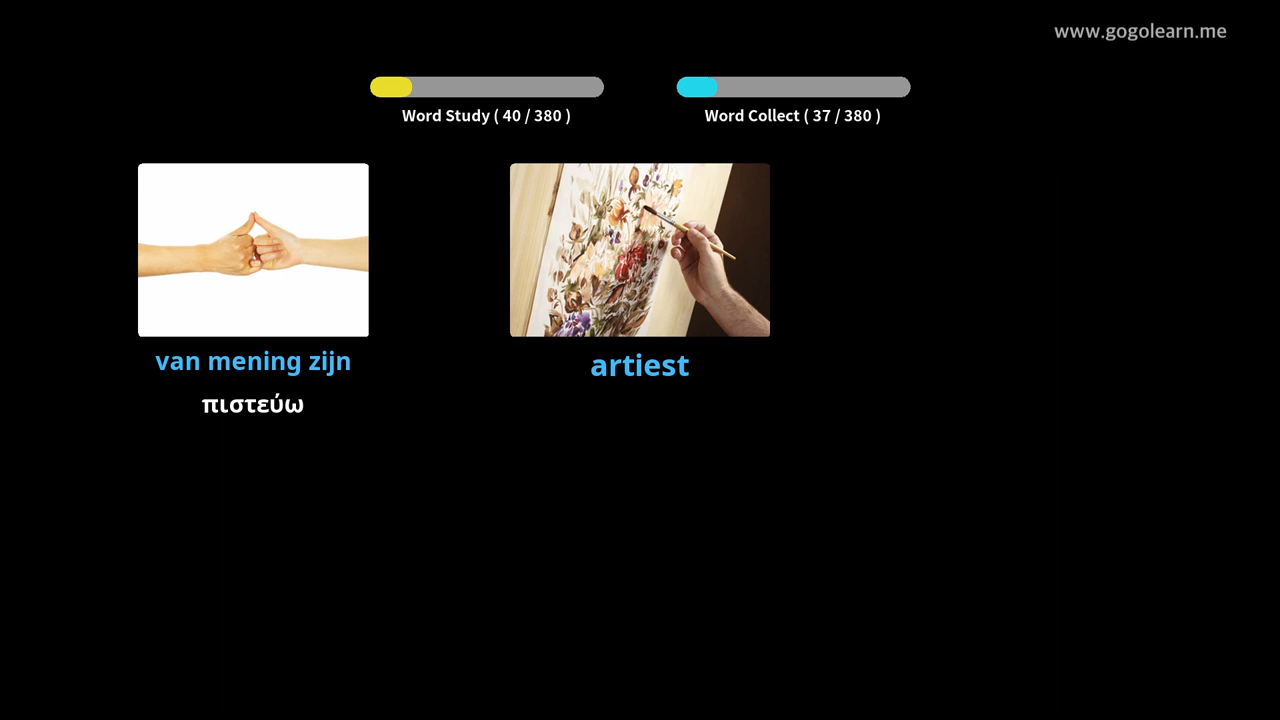 www.gogolearn.me
Word Study ( 40 / 380 )
Word Collect ( 37 / 380 )
van mening zijn
πιστεύω
artiest